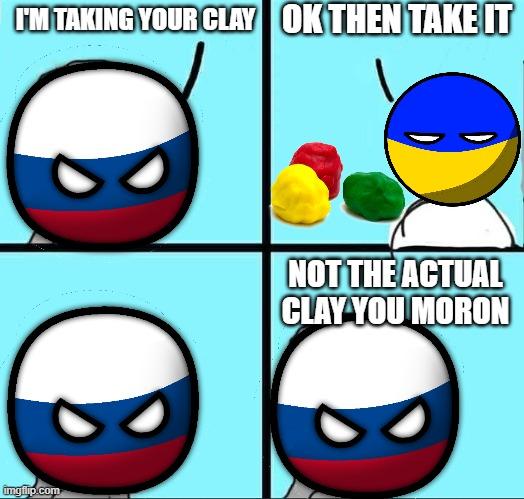 I'M TAKING YOUR CLAY
OK THEN TAKE IT
NOT THE ACTUAL
CLAY YOU MORON
imgflip.com